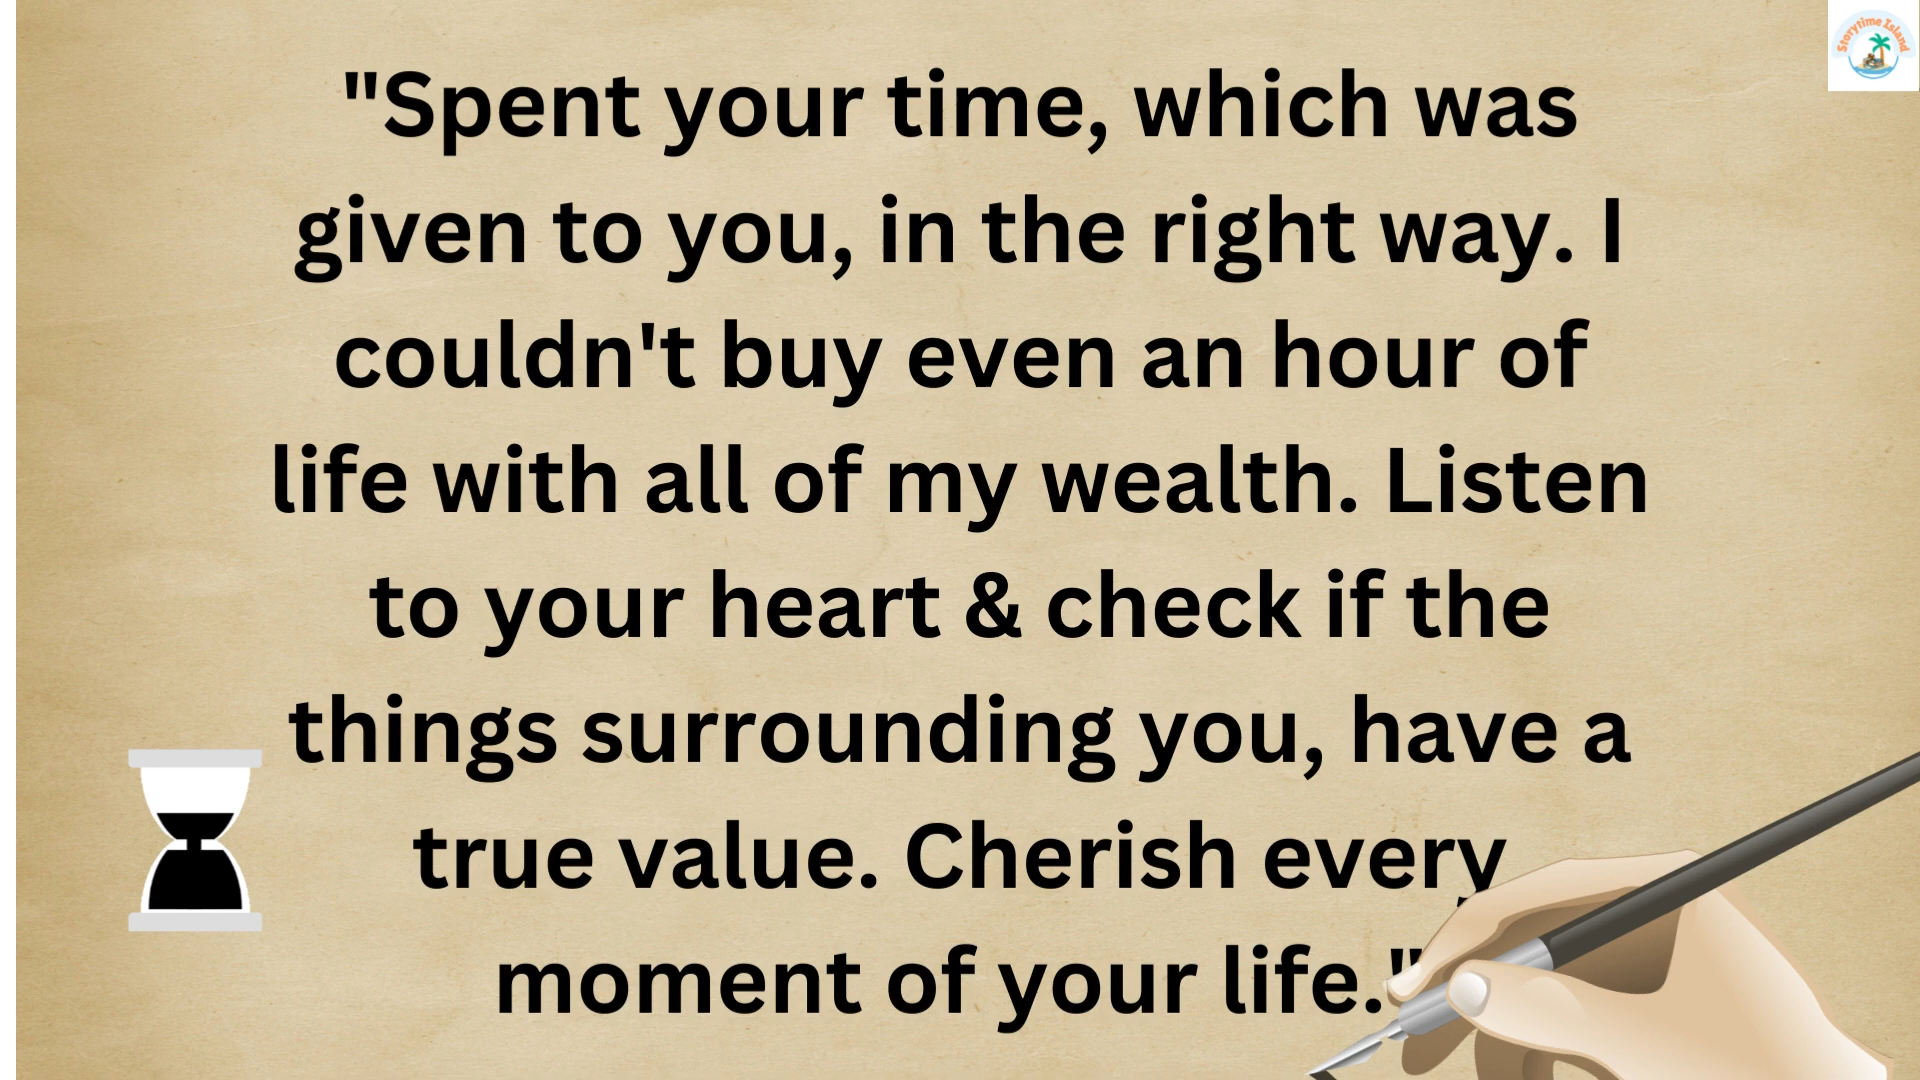 Storytime Island
"Spent your time, which was
given to you, in the right way. I
couldn't buy even an hour of
life with all of my wealth. Listen
to your heart & check if the
things surrounding you, have a
true value. Cherish every
moment of your life."